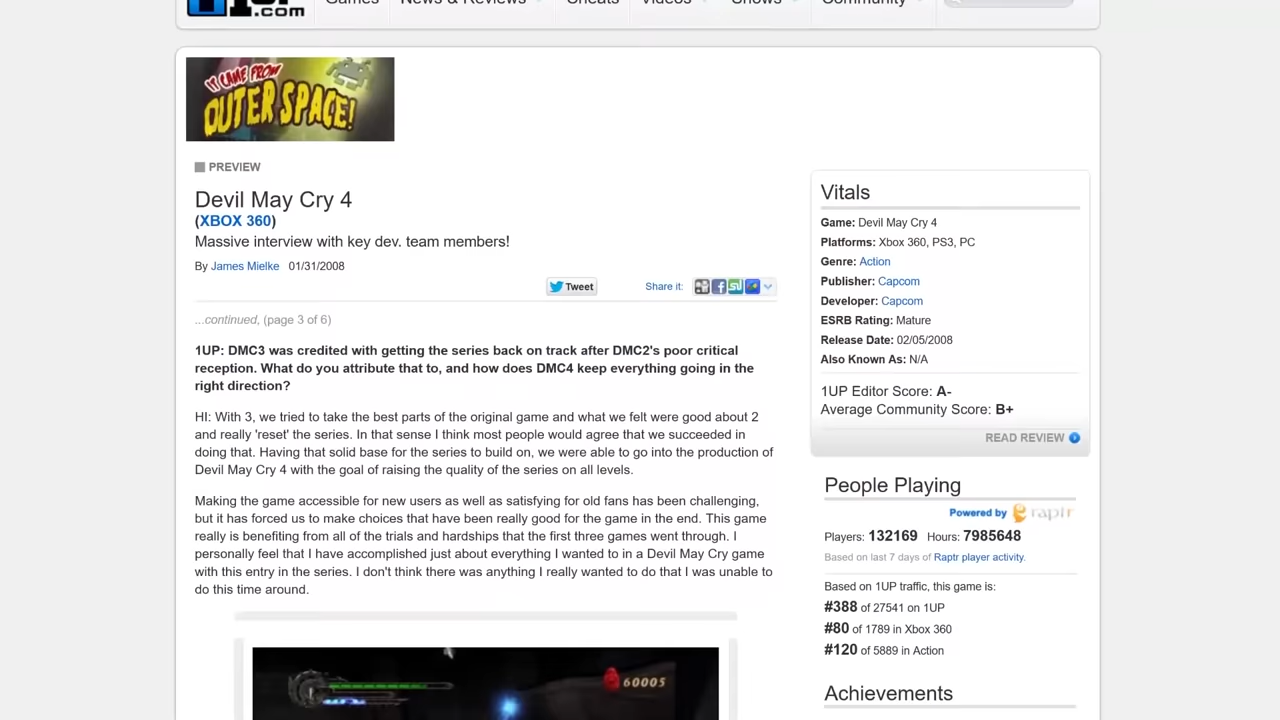 .com
Games
News & Reviews
Cheats
Videos
Shows
Community
IT CAME FROM
OUTER SPACE!
PREVIEW
Devil May Cry 4
(XBOX 360)
Massive interview with key dev. team members!
By James Mielke 01/31/2008
Tweet
Share it:
...continued, (page 3 of 6)
1UP: DMC3 was credited with getting the series back on track after DMC2's poor critical
reception. What do you attribute that to, and how does DMC4 keep everything going in the
right direction?
HI: With 3, we tried to take the best parts of the original game and what we felt were good about 2
and really 'reset' the series. In that sense I think most people would agree that we succeeded in
doing that. Having that solid base for the series to build on, we were able to go into the production of
Devil May Cry 4 with the goal of raising the quality of the series on all levels.
Making the game accessible for new users as well as satisfying for old fans has been challenging,
but it has forced us to make choices that have been really good for the game in the end. This game
really is benefiting from all of the trials and hardships that the first three games went through. I
personally feel that I have accomplished just about everything I wanted to in a Devil May Cry game
with this entry in the series. I don't think there was anything I really wanted to do that I was unable to
do this time around.
60005
Vitals
Game: Devil May Cry 4
Platforms: Xbox 360, PS3, PC
Genre: Action
Publisher: Capcom
Developer: Capcom
ESRB Rating: Mature
Release Date: 02/05/2008
Also Known As: N/A
1UP Editor Score: A-
Average Community Score: B+
READ REVIEW
People Playing
Powered by raptr
Players: 132169 Hours: 7985648
Based on last 7 days of Raptr player activity.
Based on 1UP traffic, this game is:
#388 of 27541 on 1UP
#80 of 1789 in Xbox 360
#120 of 5889 in Action
Achievements